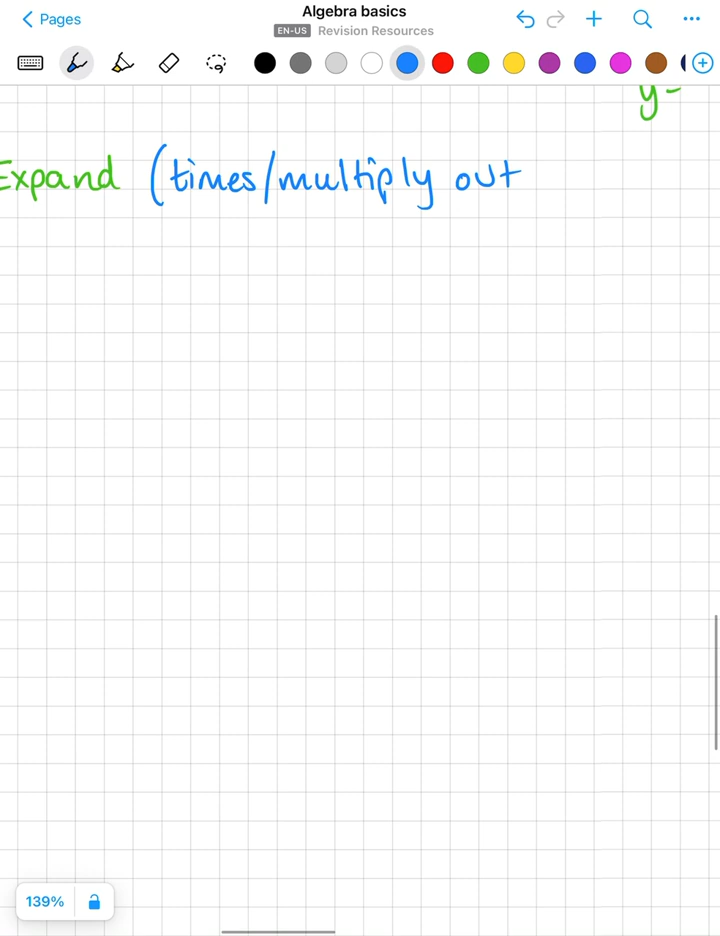 Pages
Algebra basics
EN-US Revision Resources
y-
Expand (times/multiply out
139%